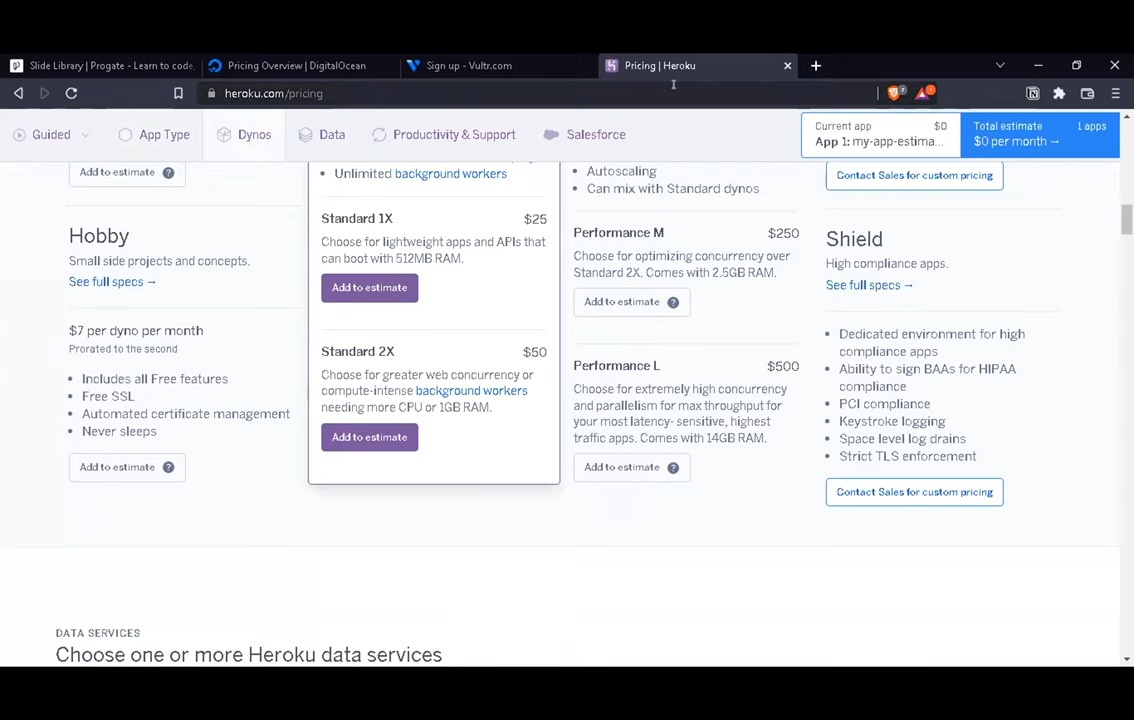 Slide Library | Progate - Learn to code
Pricing Overview | DigitalOcean
Sign up - Vultr.com
Pricing | Heroku
heroku.com/pricing
Guided
App Type
Dynos
Data
Productivity & Support
Salesforce
Current app $0
App 1: my-app-estima...
Total estimate 1 apps
$0 per month →
Add to estimate ?
Hobby
Small side projects and concepts.
See full specs →
$7 per dyno per month
Prorated to the second
• Includes all Free features
• Free SSL
• Automated certificate management
• Never sleeps
Add to estimate ?
• Unlimited background workers
Standard 1X $25
Choose for lightweight apps and APIs that
can boot with 512MB RAM.
Add to estimate
Standard 2X $50
Choose for greater web concurrency or
compute-intense background workers
needing more CPU or 1GB RAM.
Add to estimate
• Autoscaling
• Can mix with Standard dynos
Performance M $250
Choose for optimizing concurrency over
Standard 2X. Comes with 2.5GB RAM.
Add to estimate ?
Performance L $500
Choose for extremely high concurrency
and parallelism for max throughput for
your most latency- sensitive, highest
traffic apps. Comes with 14GB RAM.
Add to estimate ?
Contact Sales for custom pricing
Shield
High compliance apps.
See full specs →
• Dedicated environment for high
compliance apps
• Ability to sign BAAs for HIPAA
compliance
• PCI compliance
• Keystroke logging
• Space level log drains
• Strict TLS enforcement
Contact Sales for custom pricing
DATA SERVICES
Choose one or more Heroku data services